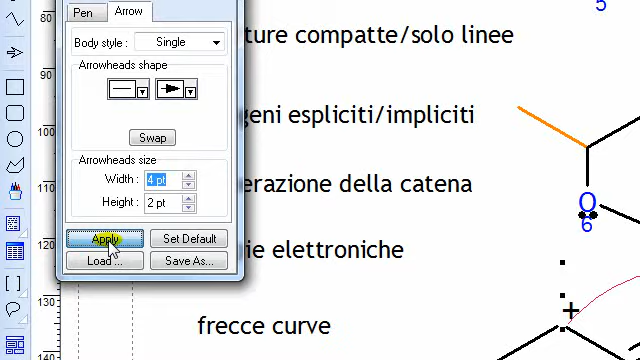 80
Pen
Arrow
5
Body style :
Single
ture compatte/solo linee
90
Arrowheads shape
100
geni espliciti/impliciti
Swap
Arrowheads size
Width :
4 pt
erazione della catena
110
Height :
2 pt
O
6
Apply
Set Default
120
ie elettroniche
Load ...
Save As...
130
+
frecce curve
140